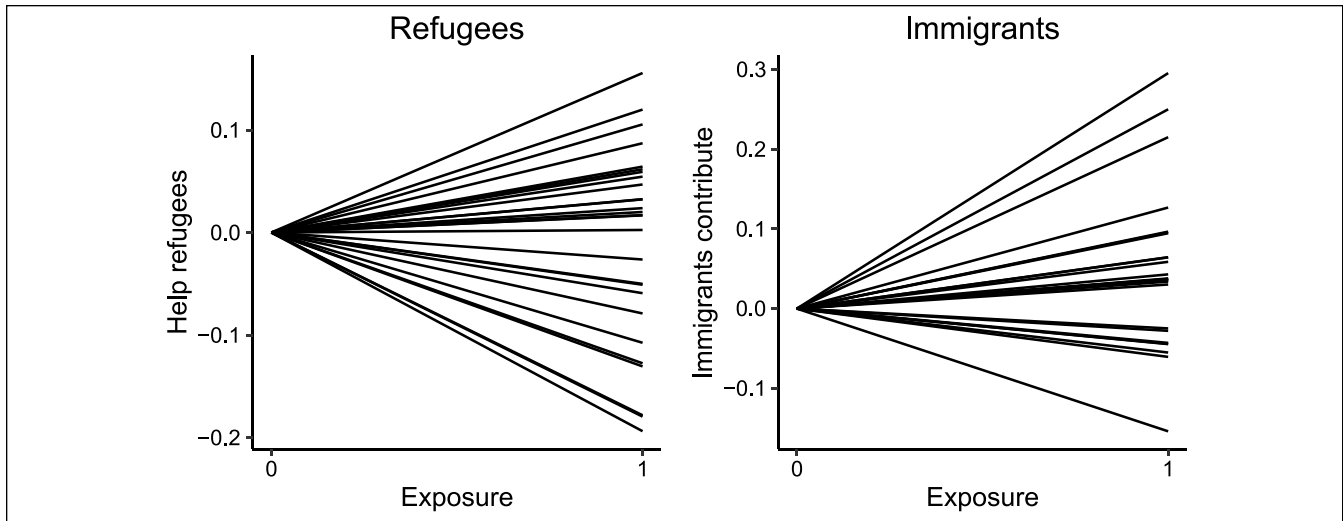 Refugees
Help refugees
0.1
0.0
−0.1
−0.2
0
1
Exposure
Immigrants
Immigrants contribute
0.3
0.2
0.1
0.0
−0.1
0
1
Exposure